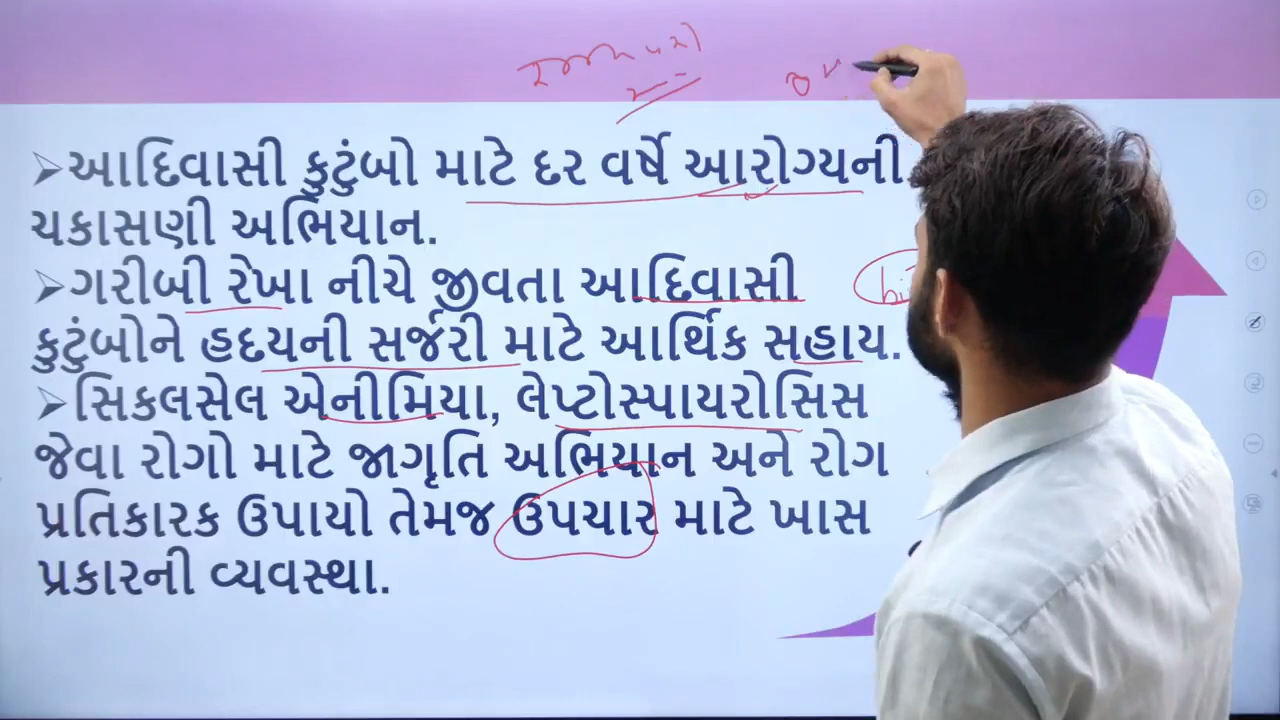 ➢આદિવાસી કુટુંબો માટે દર વર્ષે આરોગ્યની
ચકાસણી અભિયાન.
➢ગરીબી રેખા નીચે જીવતા આદિવાસી
કુટુંબોને હદયની સર્જરી માટે આર્થિક સહાય.
➢સિકલસેલ એનીમિયા, લેપ્ટોસ્પાયરોસિસ
જેવા રોગો માટે જાગૃતિ અભિયાન અને રોગ
પ્રતિકારક ઉપાયો તેમજ ઉપચાર માટે ખાસ
પ્રકારની વ્યવસ્થા.